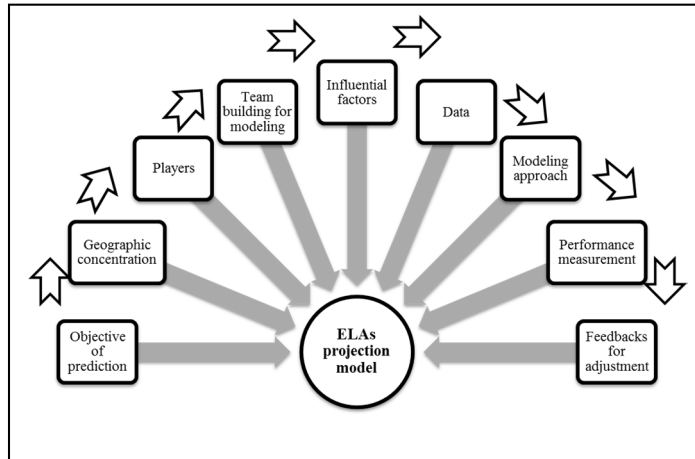 Objective
of
prediction
Geographic
concentration
Players
Team
building for
modeling
Influential
factors
Data
Modeling
approach
Performance
measurement
Feedbacks
for
adjustment
ELAs
projection
model